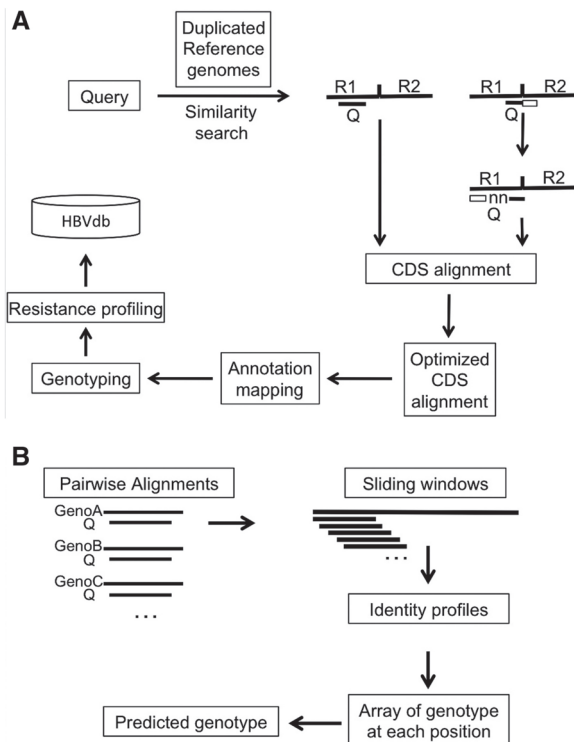 A
Duplicated
Reference
genomes
Query
Similarity
search
R1 R2
Q
R1 R2
Q
R1 R2
nn
Q
HBVdb
CDS alignment
Resistance profiling
Genotyping
Annotation
mapping
Optimized
CDS
alignment
B
Pairwise Alignments
GenoA
Q
GenoB
Q
GenoC
Q
...
Sliding windows
...
Identity profiles
Array of genotype
at each position
Predicted genotype